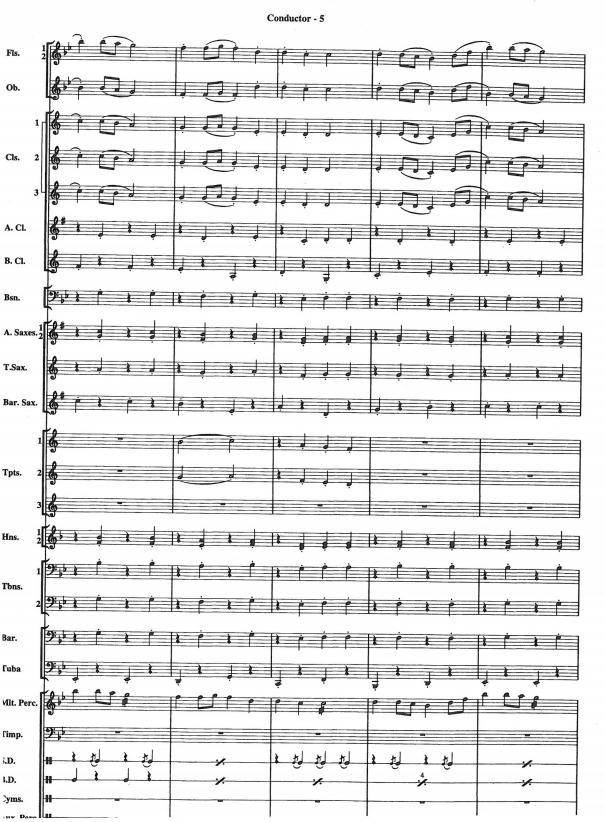 Conductor - 5
Fls. 1 2
Ob.
1
Cls. 2
3
A. Cl.
B. Cl.
Bsn.
A. Saxes. 1 2
T.Sax.
Bar. Sax.
1
Tpts. 2
3
Hns. 1 2
1
Tbns.
2
Bar.
Tuba
Mlt. Perc.
Timp.
S.D.
B.D.
4
Cyms.